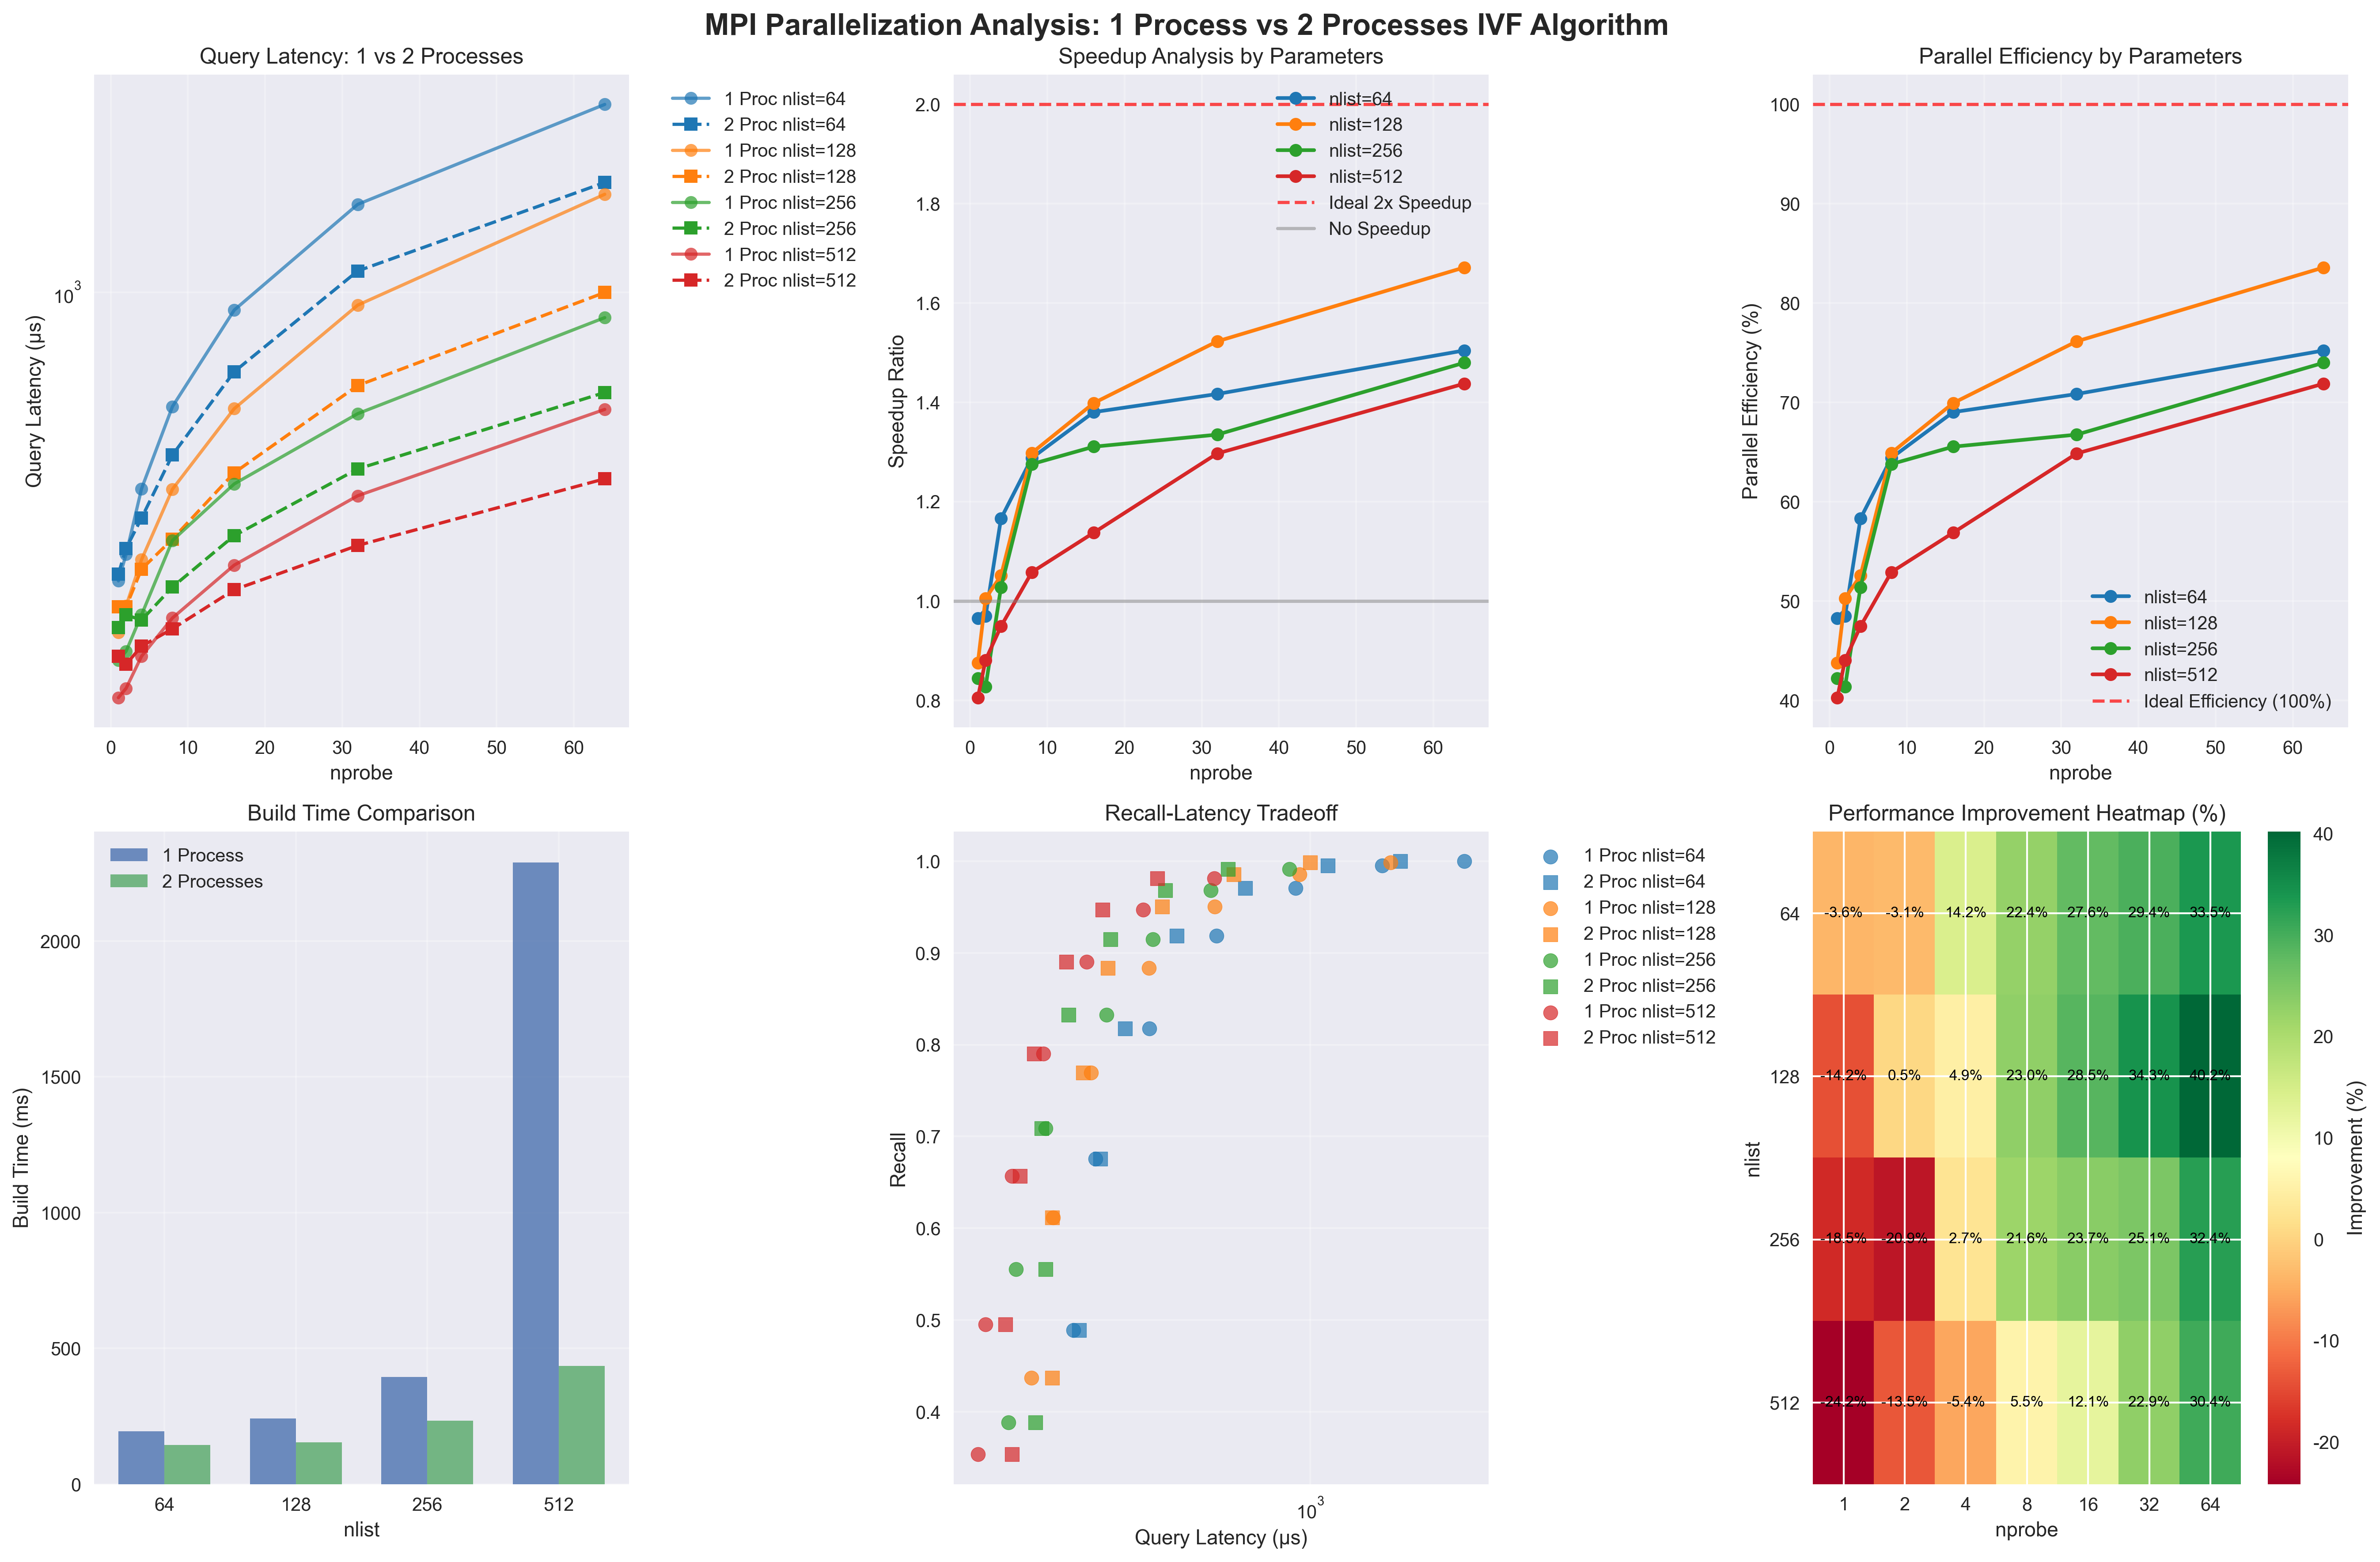 MPI Parallelization Analysis: 1 Process vs 2 Processes IVF Algorithm
Query Latency: 1 vs 2 Processes
Query Latency (µs)
10³
0 10 20 30 40 50 60
nprobe
1 Proc nlist=64
2 Proc nlist=64
1 Proc nlist=128
2 Proc nlist=128
1 Proc nlist=256
2 Proc nlist=256
1 Proc nlist=512
2 Proc nlist=512
Speedup Analysis by Parameters
Speedup Ratio
2.0
1.8
1.6
1.4
1.2
1.0
0.8
0 10 20 30 40 50 60
nprobe
nlist=64
nlist=128
nlist=256
nlist=512
Ideal 2x Speedup
No Speedup
Parallel Efficiency by Parameters
Parallel Efficiency (%)
100
90
80
70
60
50
40
0 10 20 30 40 50 60
nprobe
nlist=64
nlist=128
nlist=256
nlist=512
Ideal Efficiency (100%)
Build Time Comparison
Build Time (ms)
2000
1500
1000
500
0
64 128 256 512
nlist
1 Process
2 Processes
Recall-Latency Tradeoff
Recall
1.0
0.9
0.8
0.7
0.6
0.5
0.4
10³
Query Latency (µs)
1 Proc nlist=64
2 Proc nlist=64
1 Proc nlist=128
2 Proc nlist=128
1 Proc nlist=256
2 Proc nlist=256
1 Proc nlist=512
2 Proc nlist=512
Performance Improvement Heatmap (%)
nlist
64 -3.6% -3.1% 14.2% 22.4% 27.6% 29.4% 33.5%
128 -14.2% 0.5% 4.9% 23.0% 28.5% 34.3% 40.2%
256 -18.5% -20.9% 2.7% 21.6% 23.7% 25.1% 32.4%
512 -24.2% -13.5% -5.4% 5.5% 12.1% 22.9% 30.4%
1 2 4 8 16 32 64
nprobe
40
30
20
10
0
-10
-20
Improvement (%)